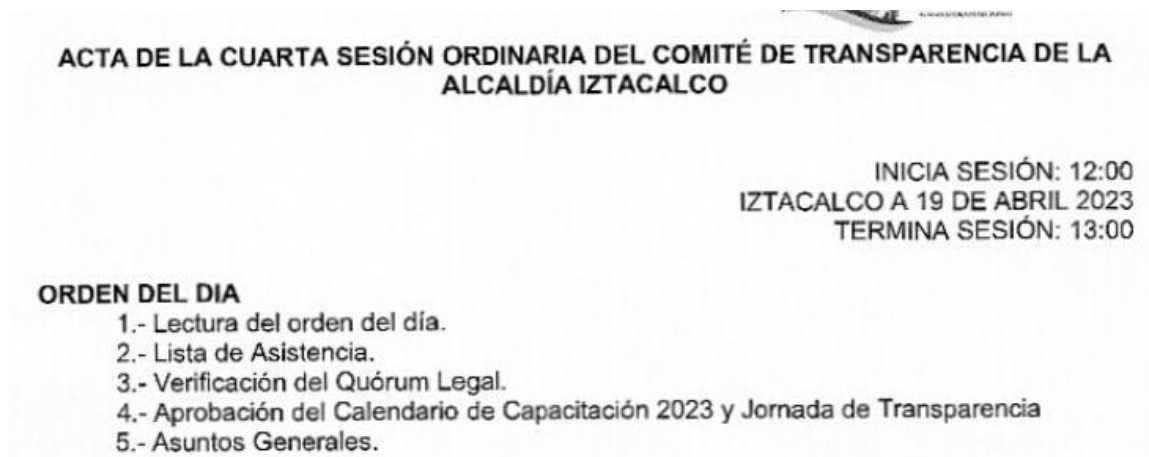 ACTA DE LA CUARTA SESIÓN ORDINARIA DEL COMITÉ DE TRANSPARENCIA DE LA
ALCALDÍA IZTACALCO
INICIA SESIÓN: 12:00
IZTACALCO A 19 DE ABRIL 2023
TERMINA SESIÓN: 13:00
ORDEN DEL DIA
1.- Lectura del orden del día.
2.- Lista de Asistencia.
3.- Verificación del Quórum Legal.
4.- Aprobación del Calendario de Capacitación 2023 y Jornada de Transparencia
5.- Asuntos Generales.